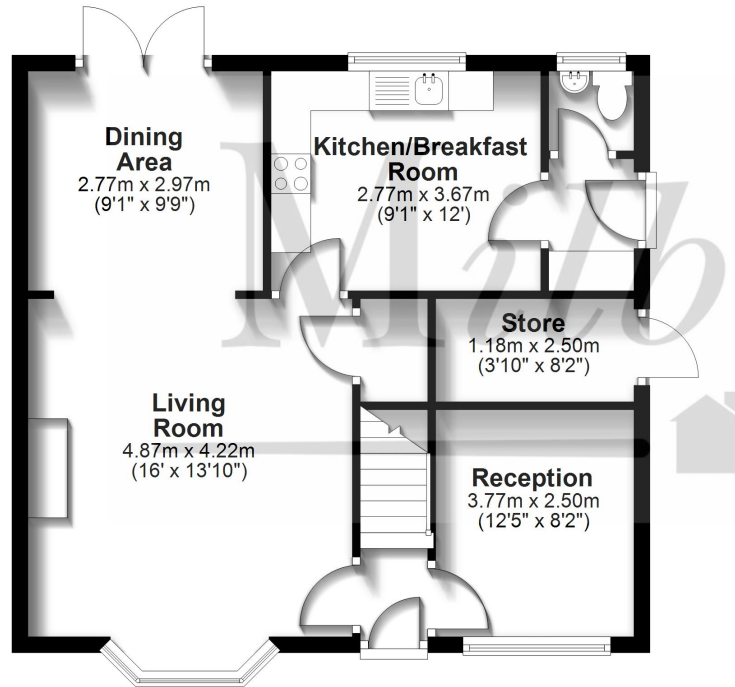 Dining
Area
2.77m x 2.97m
(9'1" x 9'9")
Kitchen/Breakfast
Room
2.77m x 3.67m
(9'1" x 12')
Store
1.18m x 2.50m
(3'10" x 8'2")
Living
Room
4.87m x 4.22m
(16' x 13'10")
Reception
3.77m x 2.50m
(12'5" x 8'2")
Milb